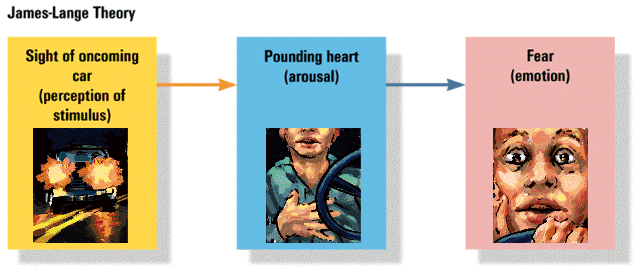 James-Lange Theory
Sight of oncoming
car
(perception of
stimulus)
Pounding heart
(arousal)
Fear
(emotion)